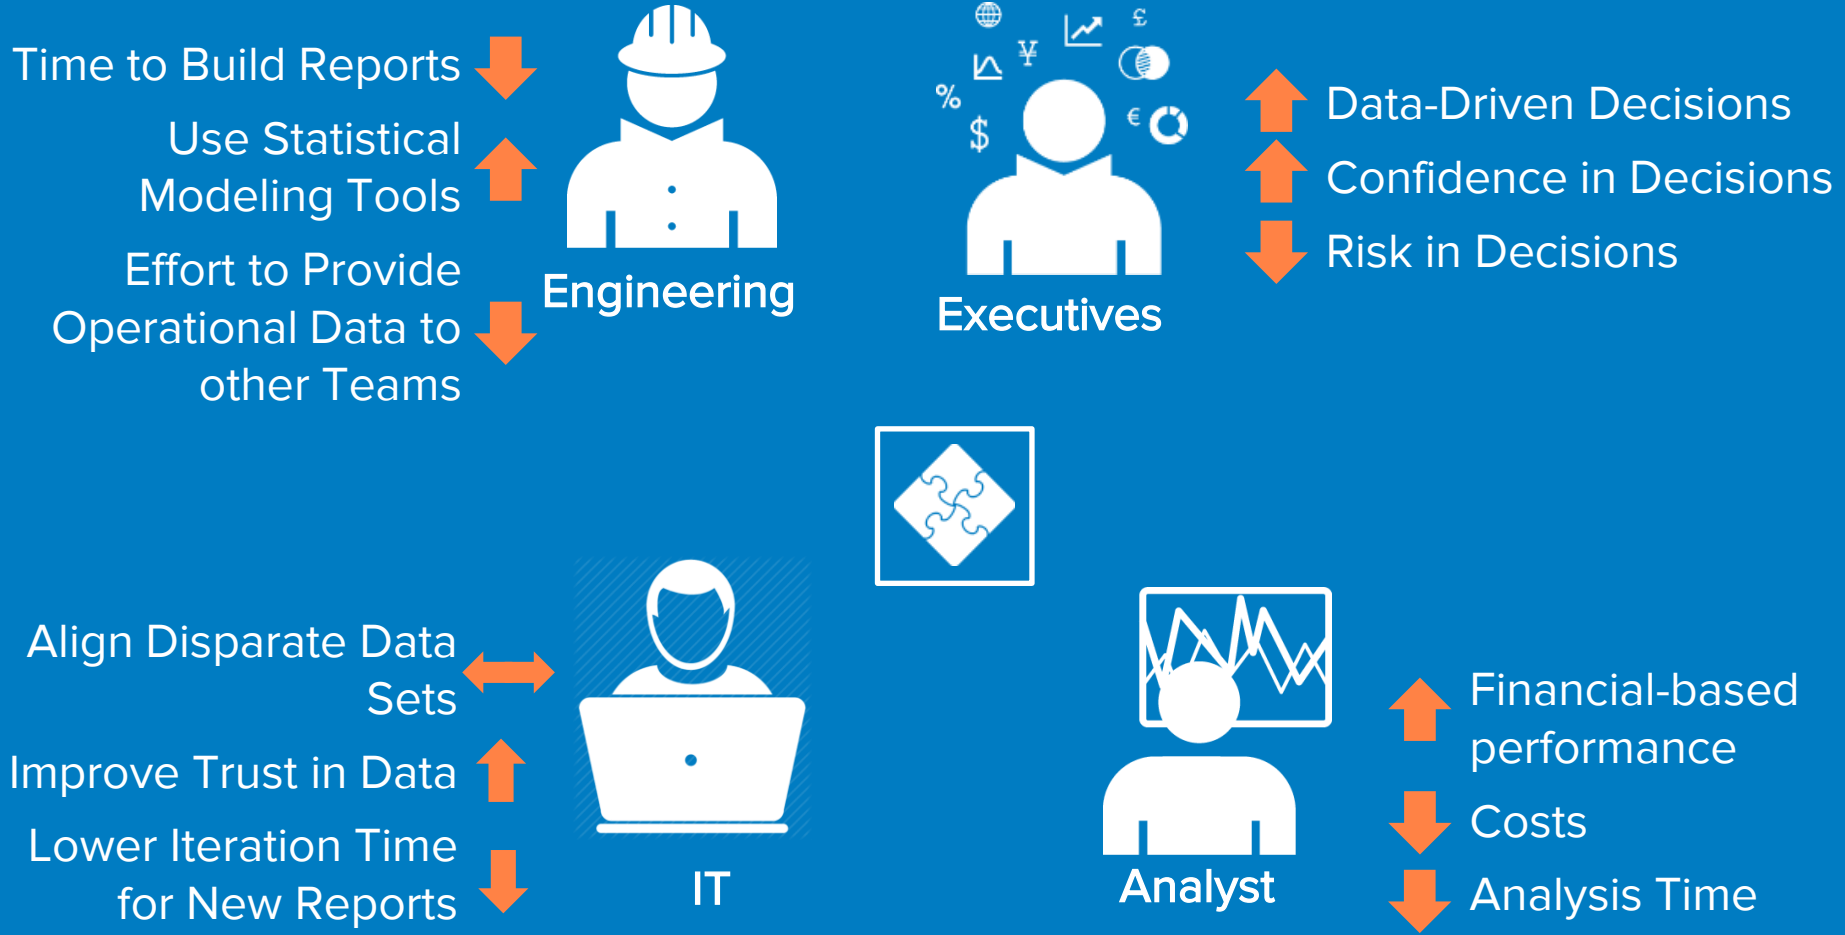 Time to Build Reports
Use Statistical
Modeling Tools
Effort to Provide
Operational Data to
other Teams
Engineering
£
¥
%
$
€
Executives
Data-Driven Decisions
Confidence in Decisions
Risk in Decisions
Align Disparate Data
Sets
Improve Trust in Data
Lower Iteration Time
for New Reports
IT
Analyst
Financial-based
performance
Costs
Analysis Time